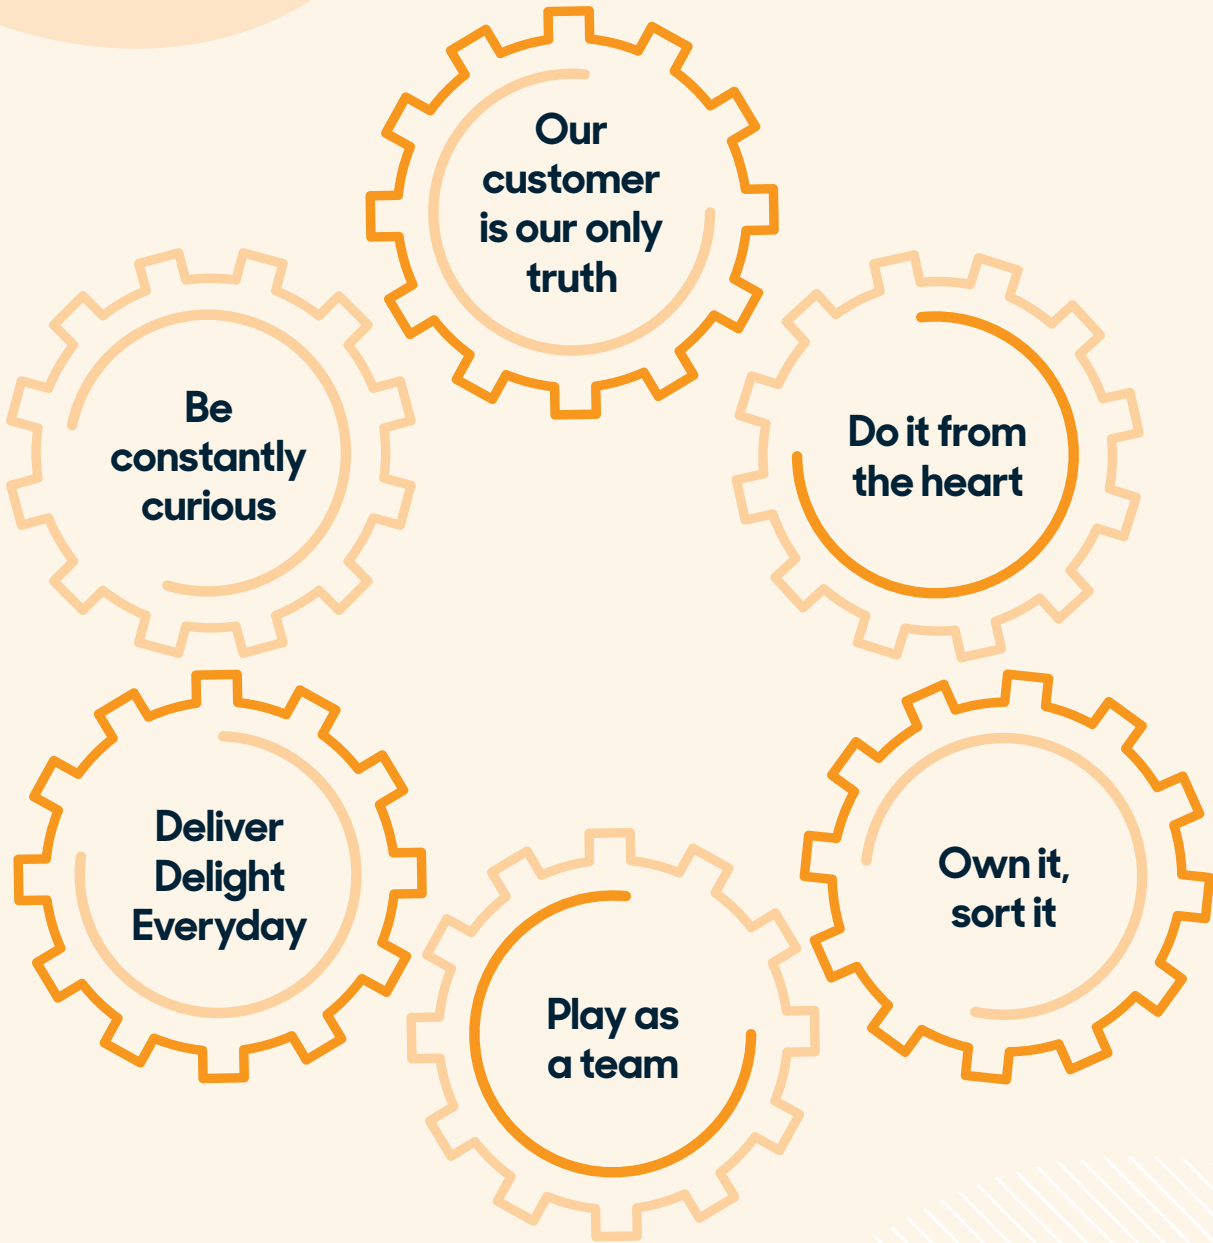 Our
customer
is our only
truth
Be
constantly
curious
Do it from
the heart
Deliver
Delight
Everyday
Own it,
sort it
Play as
a team